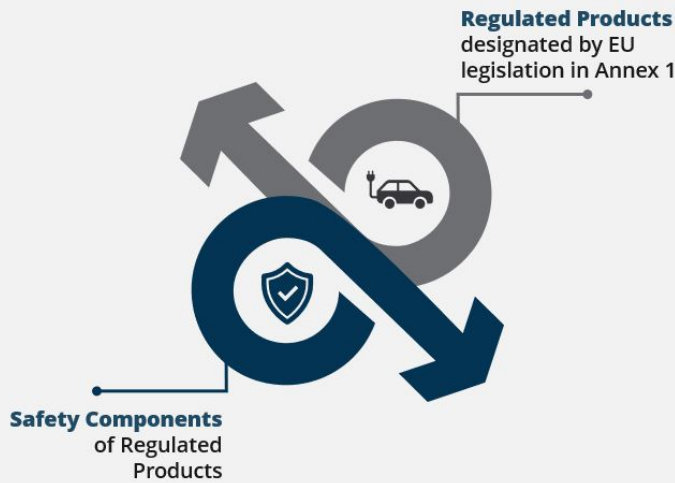 Regulated Products
designated by EU
legislation in Annex 1
Safety Components
of Regulated
Products